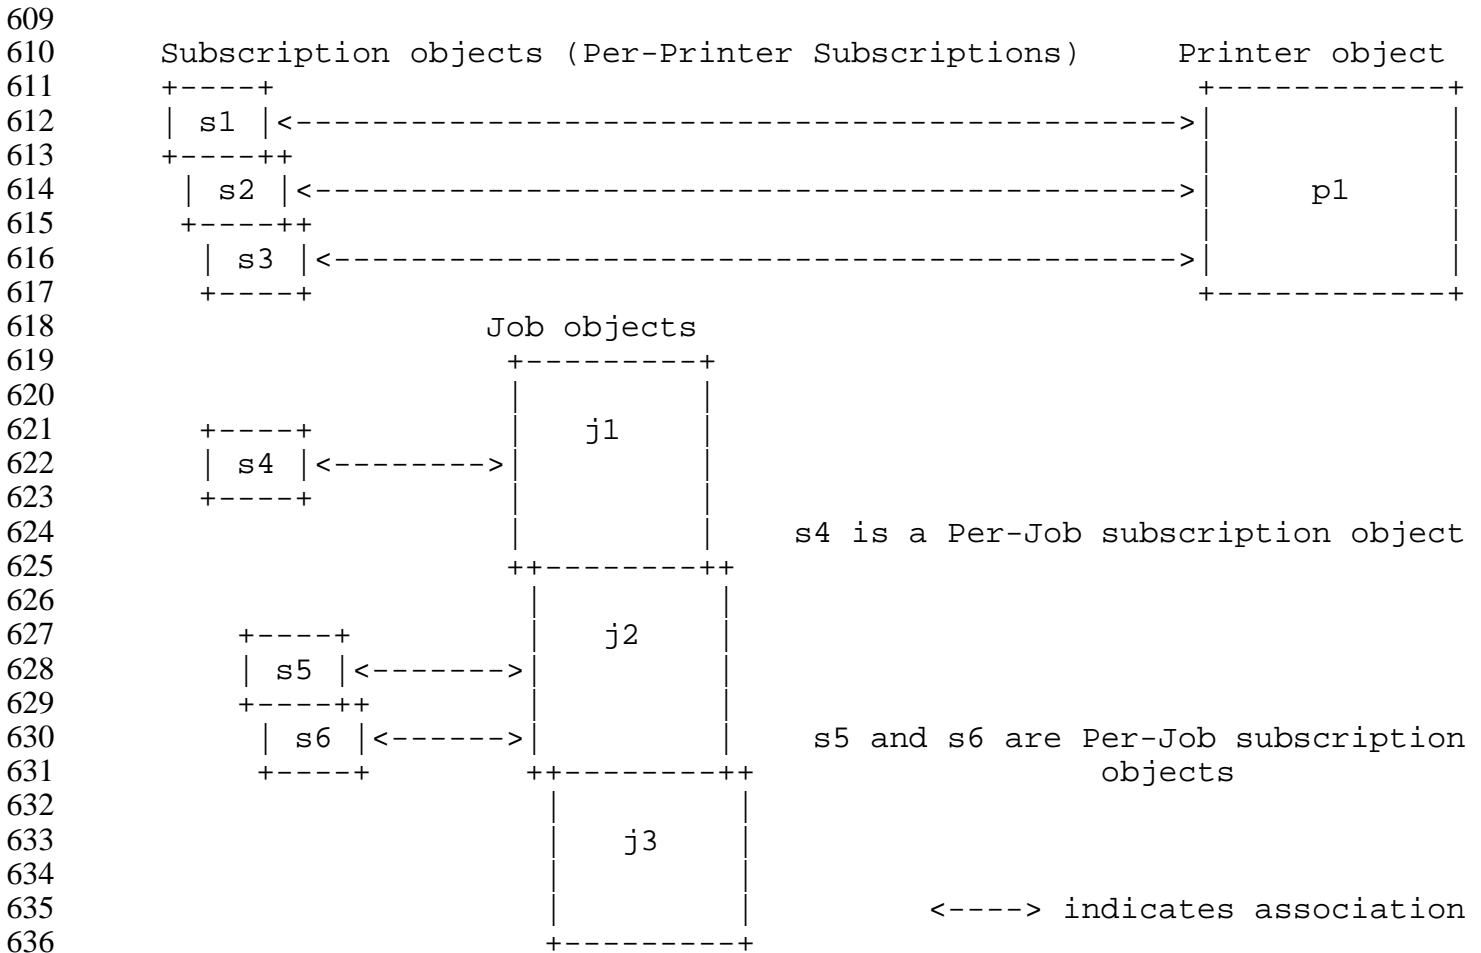 609
610 Subscription objects (Per-Printer Subscriptions) Printer object
611 +----+ +------------+
612 | s1 |<---------------------------------------------->| |
613 +----++ | |
614 | s2 |<--------------------------------------------->| p1 |
615 +----++ | |
616 | s3 |<-------------------------------------------->| |
617 +----+ +------------+
618 Job objects
619 +---------+
620 | |
621 +----+ | j1 |
622 | s4 |<-------->| |
623 +----+ | |
624 | | s4 is a Per-Job subscription object
625 ++--------++
626 | |
627 +----+ | j2 |
628 | s5 |<------->| |
629 +----++ | |
630 | s6 |<------>| | s5 and s6 are Per-Job subscription
631 +----+ ++--------++ objects
632 | |
633 | j3 |
634 | |
635 | | <----> indicates association
636 +---------+